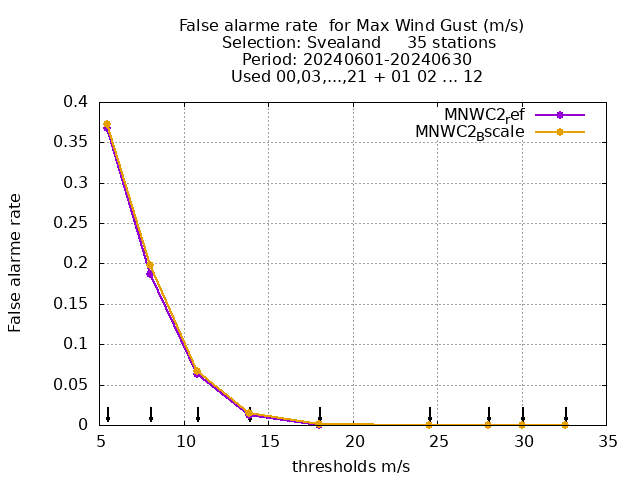 False alarme rate  for Max Wind Gust (m/s)
Selection: Svealand     35 stations
Period: 20240601-20240630
Used 00,03,...,21 + 01 02 ... 12
MNWC2ref
MNWC2Bscale
0.4
0.35
0.3
0.25
0.2
0.15
0.1
0.05
0
False alarme rate
5 10 15 20 25 30 35
thresholds m/s